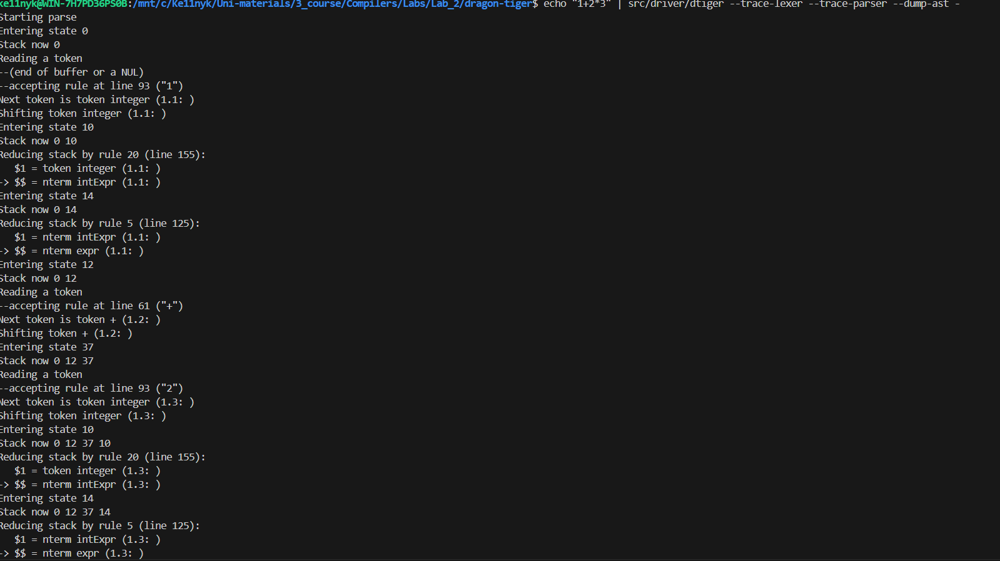 ke11nyk@WIN-7H7PD36PS0B:/mnt/c/Ke11nyk/Uni-materials/3_course/Compilers/Labs/Lab_2/dragon-tiger$ echo "1+2*3" | src/driver/dtiger --trace-lexer --trace-parser --dump-ast -
Starting parse
Entering state 0
Stack now 0
Reading a token
--(end of buffer or a NUL)
--accepting rule at line 93 ("1")
Next token is token integer (1.1: )
Shifting token integer (1.1: )
Entering state 10
Stack now 0 10
Reducing stack by rule 20 (line 155):
   $1 = token integer (1.1: )
-> $$ = nterm intExpr (1.1: )
Entering state 14
Stack now 0 14
Reducing stack by rule 5 (line 125):
   $1 = nterm intExpr (1.1: )
-> $$ = nterm expr (1.1: )
Entering state 12
Stack now 0 12
Reading a token
--accepting rule at line 61 ("+")
Next token is token + (1.2: )
Shifting token + (1.2: )
Entering state 37
Stack now 0 12 37
Reading a token
--accepting rule at line 93 ("2")
Next token is token integer (1.3: )
Shifting token integer (1.3: )
Entering state 10
Stack now 0 12 37 10
Reducing stack by rule 20 (line 155):
   $1 = token integer (1.3: )
-> $$ = nterm intExpr (1.3: )
Entering state 14
Stack now 0 12 37 14
Reducing stack by rule 5 (line 125):
   $1 = nterm intExpr (1.3: )
-> $$ = nterm expr (1.3: )